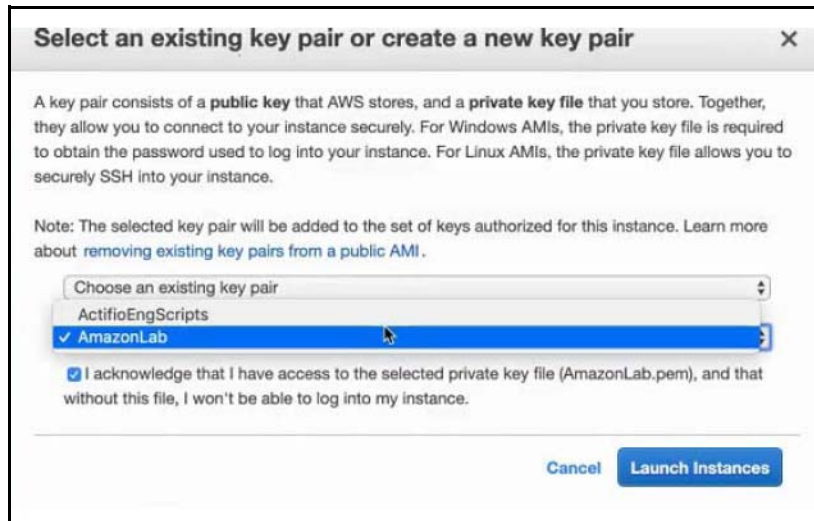 Select an existing key pair or create a new key pair ×
A key pair consists of a public key that AWS stores, and a private key file that you store. Together,
they allow you to connect to your instance securely. For Windows AMIs, the private key file is required
to obtain the password used to log into your instance. For Linux AMIs, the private key file allows you to
securely SSH into your instance.
Note: The selected key pair will be added to the set of keys authorized for this instance. Learn more
about removing existing key pairs from a public AMI.
Choose an existing key pair
ActifioEngScripts
✓ AmazonLab
I acknowledge that I have access to the selected private key file (AmazonLab.pem), and that
without this file, I won't be able to log into my instance.
Cancel Launch Instances